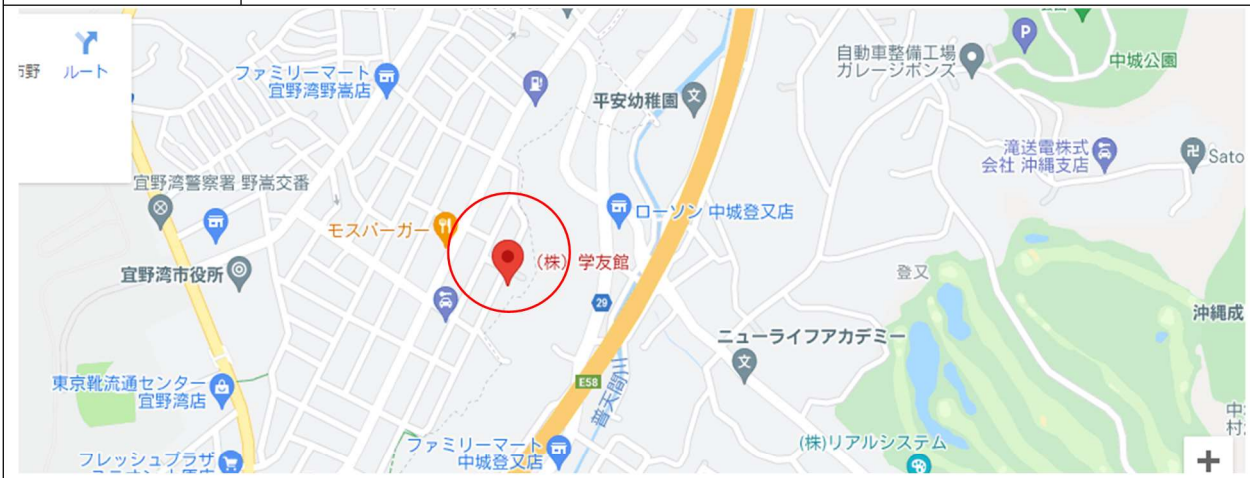 市野
ルート
ファミリーマート
宜野湾野嵩店
平安幼稚園
自動車整備工場
ガレージボンズ
P
中城公園
滝送電株式
会社 沖縄支店
Sato
宜野湾警察署 野嵩交番
モスバーガー
ローソン 中城登又店
宜野湾市役所
(株) 学友館
29
登又
沖縄成
ニューライフアカデミー
東京靴流通センター
宜野湾店
E58
普天間川
中
村
ファミリーマート
中城登又店
(株)リアルシステム
フレッシュプラザ
+